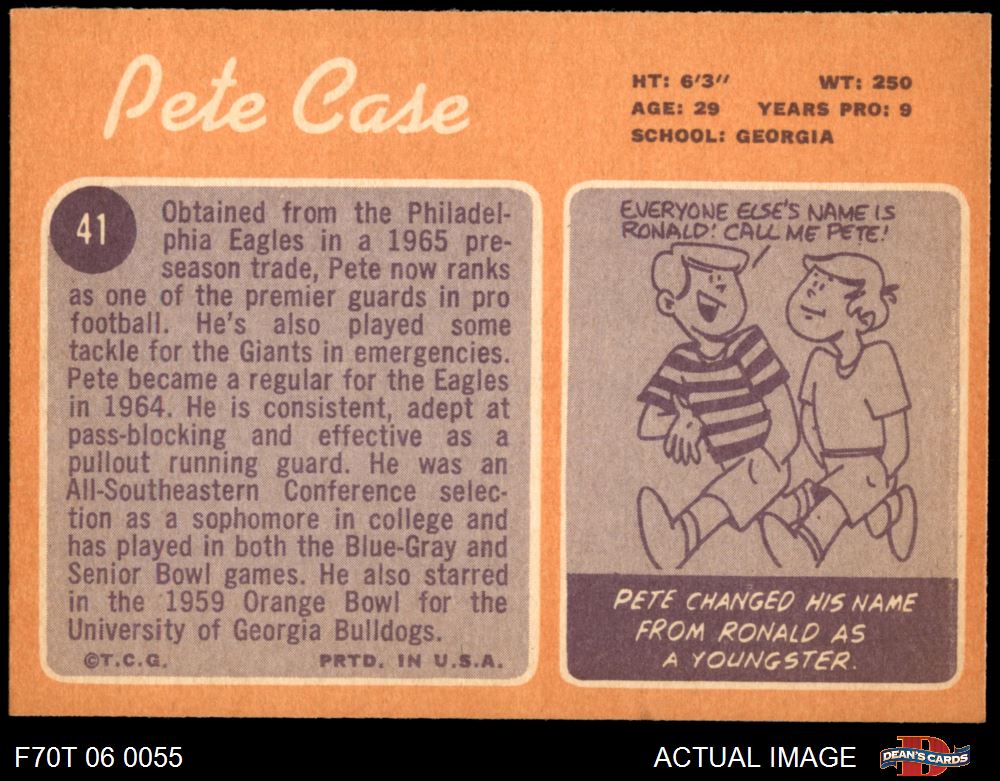 Pete Case
HT: 6'3" WT: 250
AGE: 29 YEARS PRO: 9
SCHOOL: GEORGIA
41
Obtained from the Philadel-
phia Eagles in a 1965 pre-
season trade, Pete now ranks
as one of the premier guards in pro
football. He's also played some
tackle for the Giants in emergencies.
Pete became a regular for the Eagles
in 1964. He is consistent, adept at
pass-blocking and effective as a
pullout running guard. He was an
All-Southeastern Conference selec-
tion as a sophomore in college and
has played in both the Blue-Gray and
Senior Bowl games. He also starred
in the 1959 Orange Bowl for the
University of Georgia Bulldogs.
©T.C.G. PRTD. IN U.S.A.
EVERYONE ELSE'S NAME IS
RONALD! CALL ME PETE!
PETE CHANGED HIS NAME
FROM RONALD AS
A YOUNGSTER.
F70T 06 0055
ACTUAL IMAGE
D
DEAN'S CARDS